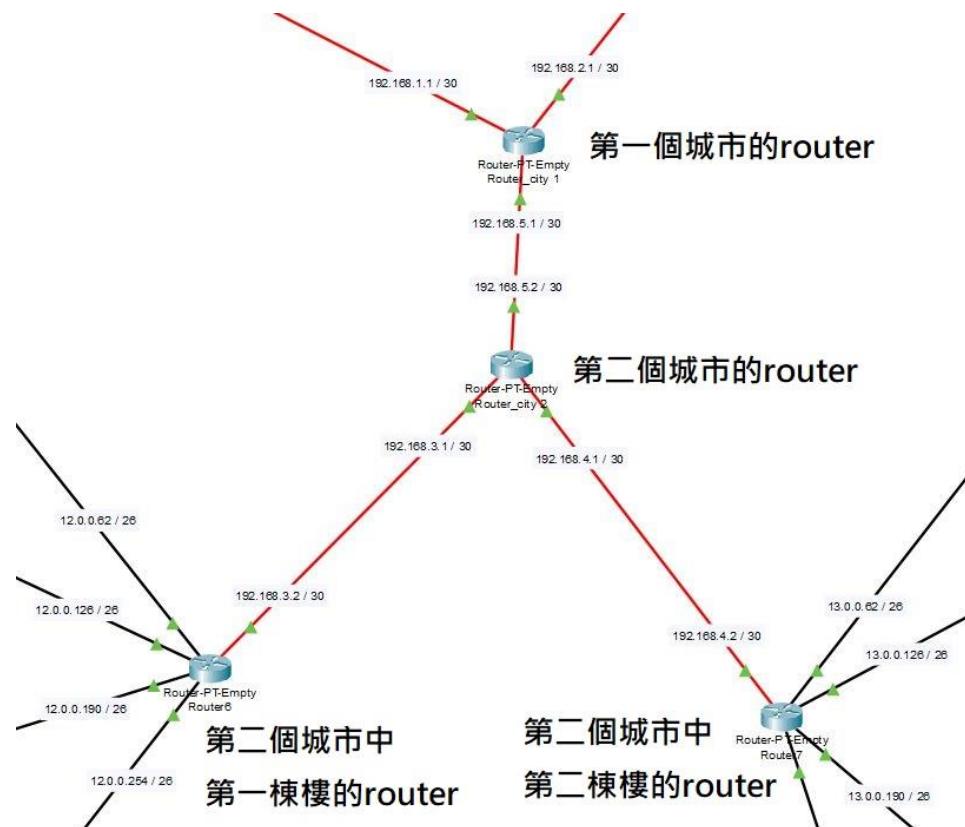 192.168.1.1 / 30
192.168.2.1 / 30
第一個城市的router
Router-PT-Empty
Router_city 1
192.168.5.1 / 30
192.168.5.2 / 30
第二個城市的router
Router-PT-Empty
Router_city 2
192.168.3.1 / 30
192.168.4.1 / 30
12.0.0.62 / 26
12.0.0.126 / 26
192.168.3.2 / 30
12.0.0.190 / 26
Router-PT-Empty
Router6
12.0.0.254 / 26
第二個城市中
第一棟樓的router
13.0.0.62 / 26
192.168.4.2 / 30
13.0.0.126 / 26
第二個城市中
第二棟樓的router
Router-PT-Empty
Router7
13.0.0.190 / 26